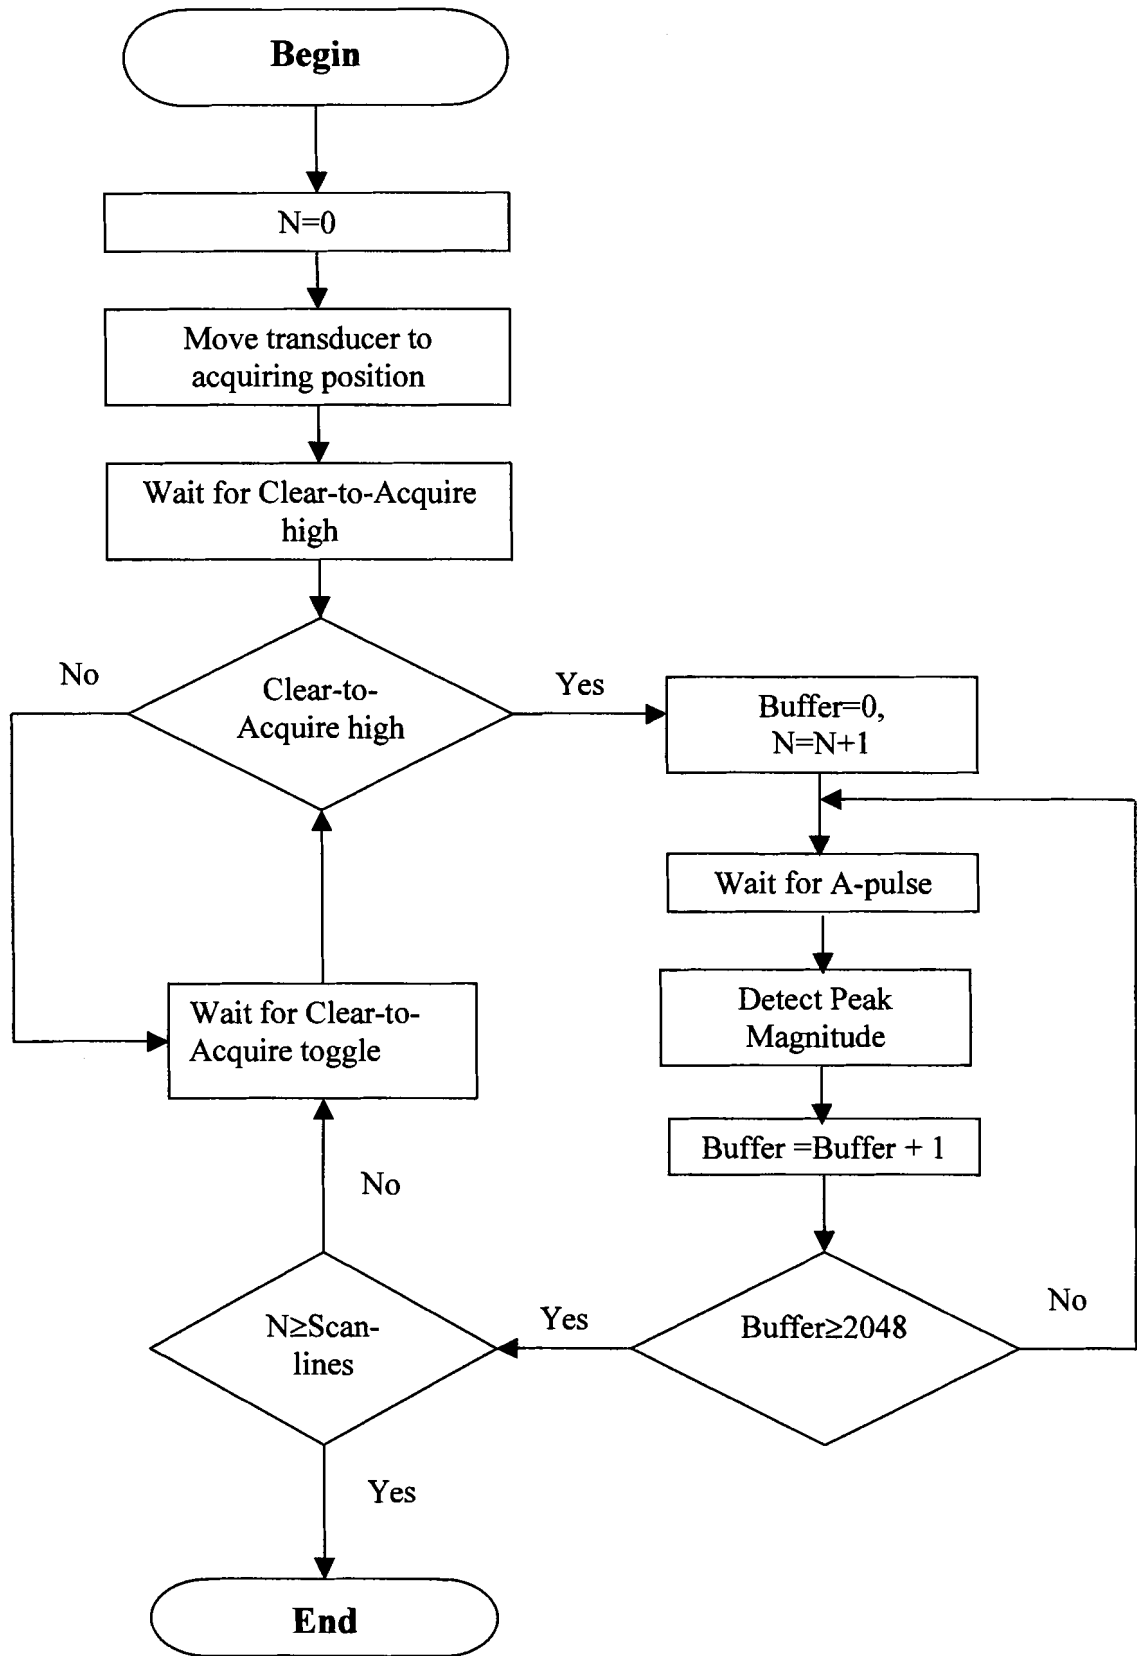 Begin
N=0
Move transducer to
acquiring position
Wait for Clear-to-Acquire
high
No
Clear-to-
Acquire high
Yes
Buffer=0,
N=N+1
Wait for A-pulse
Detect Peak
Magnitude
Wait for Clear-to-
Acquire toggle
Buffer =Buffer + 1
No
N≥Scan-
lines
Yes
Buffer≥2048
No
Yes
End